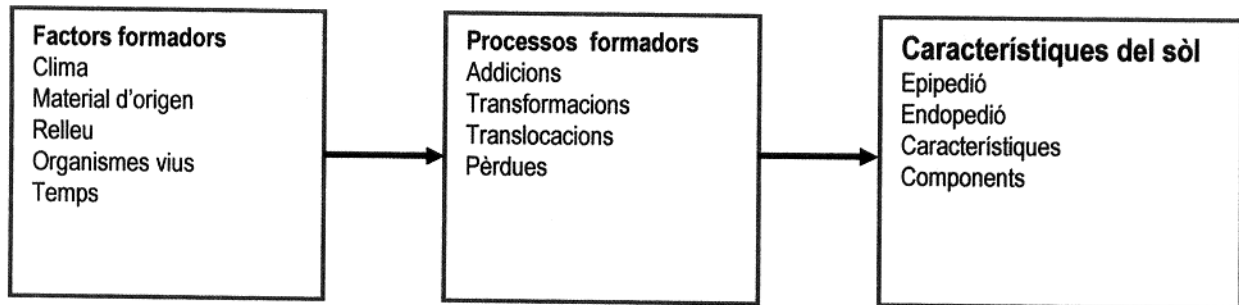 Factors formadors
Clima
Material d'origen
Relleu
Organismes vius
Temps
Processos formadors
Addicions
Transformacions
Translocacions
Pèrdues
Característiques del sòl
Epipedió
Endopedió
Característiques
Components